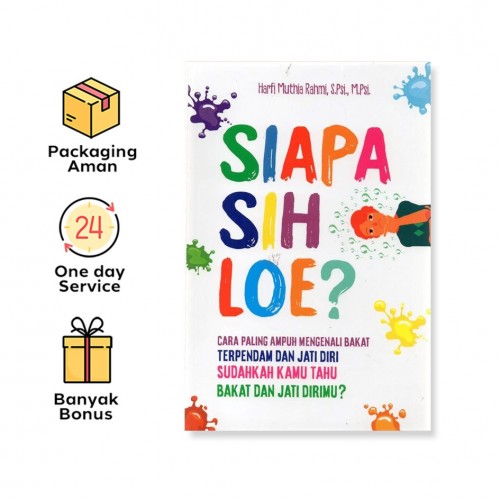 Packaging
Aman
24
One day
Service
Banyak
Bonus
Harfi Muthia Rahmi, S.Psi., M.Psi.
SIAPA
SIH
LOE?
CARA PALING AMPUH MENGENALI BAKAT
TERPENDAM DAN JATI DIRI
SUDAHKAH KAMU TAHU
BAKAT DAN JATI DIRIMU?